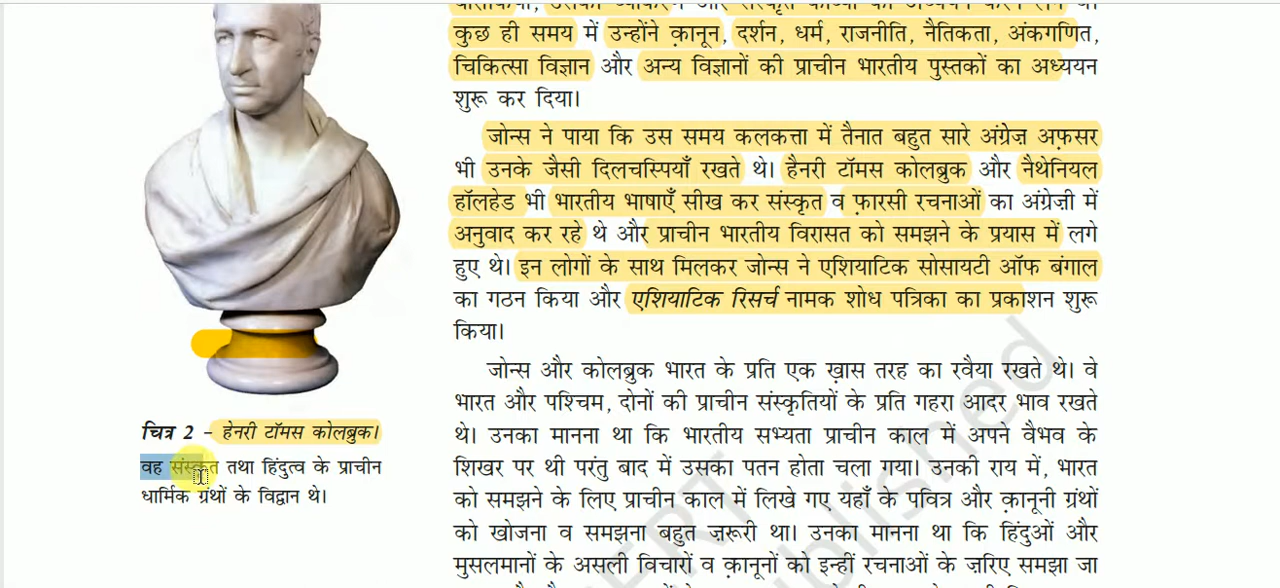 कुछ ही समय में उन्होंने क़ानून, दर्शन, धर्म, राजनीति, नैतिकता, अंकगणित,
चिकित्सा विज्ञान और अन्य विज्ञानों की प्राचीन भारतीय पुस्तकों का अध्ययन
शुरू कर दिया।
जोन्स ने पाया कि उस समय कलकत्ता में तैनात बहुत सारे अंग्रेज़ अफ़सर
भी उनके जैसी दिलचस्पियाँ रखते थे। हैनरी टॉमस कोलब्रुक और नैथेनियल
हॉलहेड भी भारतीय भाषाएँ सीख कर संस्कृत व फ़ारसी रचनाओं का अंग्रेज़ी में
अनुवाद कर रहे थे और प्राचीन भारतीय विरासत को समझने के प्रयास में लगे
हुए थे। इन लोगों के साथ मिलकर जोन्स ने एशियाटिक सोसायटी ऑफ बंगाल
का गठन किया और एशियाटिक रिसर्च नामक शोध पत्रिका का प्रकाशन शुरू
किया।
जोन्स और कोलब्रुक भारत के प्रति एक ख़ास तरह का रवैया रखते थे। वे
भारत और पश्चिम, दोनों की प्राचीन संस्कृतियों के प्रति गहरा आदर भाव रखते
थे। उनका मानना था कि भारतीय सभ्यता प्राचीन काल में अपने वैभव के
शिखर पर थी परंतु बाद में उसका पतन होता चला गया। उनकी राय में, भारत
को समझने के लिए प्राचीन काल में लिखे गए यहाँ के पवित्र और क़ानूनी ग्रंथों
को खोजना व समझना बहुत ज़रूरी था। उनका मानना था कि हिंदुओं और
मुसलमानों के असली विचारों व क़ानूनों को इन्हीं रचनाओं के ज़रिए समझा जा
चित्र 2 – हेनरी टॉमस कोलब्रुक।
वह संस्कृत तथा हिंदुत्व के प्राचीन
धार्मिक ग्रंथों के विद्वान थे।